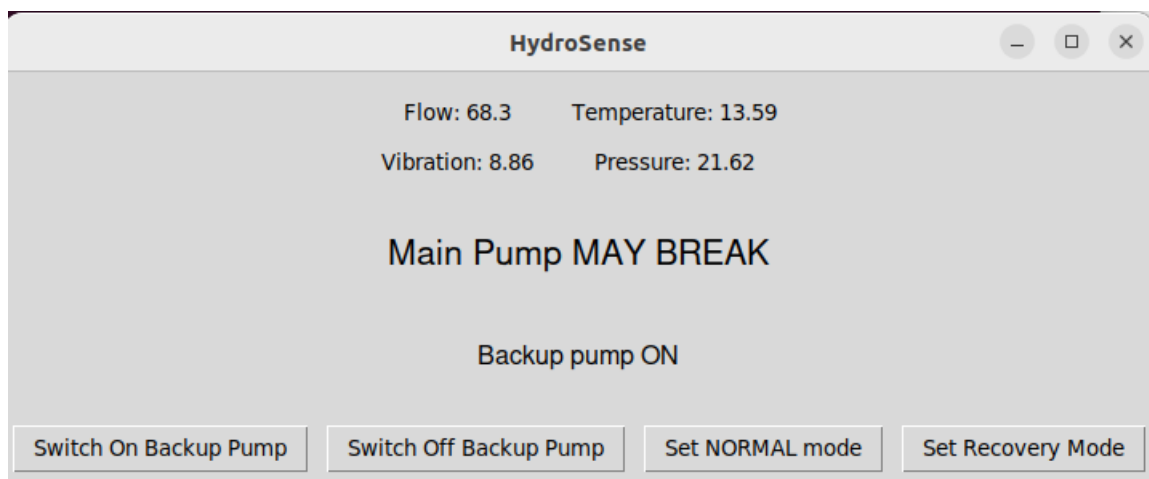 HydroSense
Flow: 68.3 Temperature: 13.59
Vibration: 8.86 Pressure: 21.62
Main Pump MAY BREAK
Backup pump ON
Switch On Backup Pump Switch Off Backup Pump Set NORMAL mode Set Recovery Mode